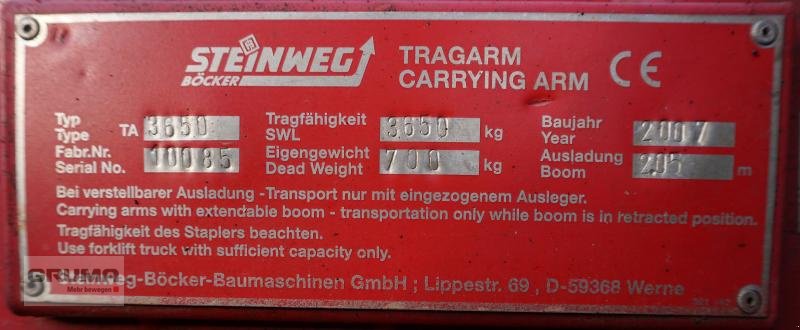 STEINWEG
BÖCKER
TRAGARM
CARRYING ARM CE
Typ
Type TA 3650
Fabr.Nr.
Serial No. 10085
Tragfähigkeit
SWL 3650 kg
Eigengewicht
Dead Weight 700 kg
Baujahr
Year 2007
Ausladung
Boom 205 m
Bei verstellbarer Ausladung -Transport nur mit eingezogenem Ausleger.
Carrying arms with extendable boom - transportation only while boom is in retracted position.
Tragfähigkeit des Staplers beachten.
Use forklift truck with sufficient capacity only.
Steinweg-Böcker-Baumaschinen GmbH ; Lippestr. 69 , D-59368 Werne
CRUMA
Mehr bewegen